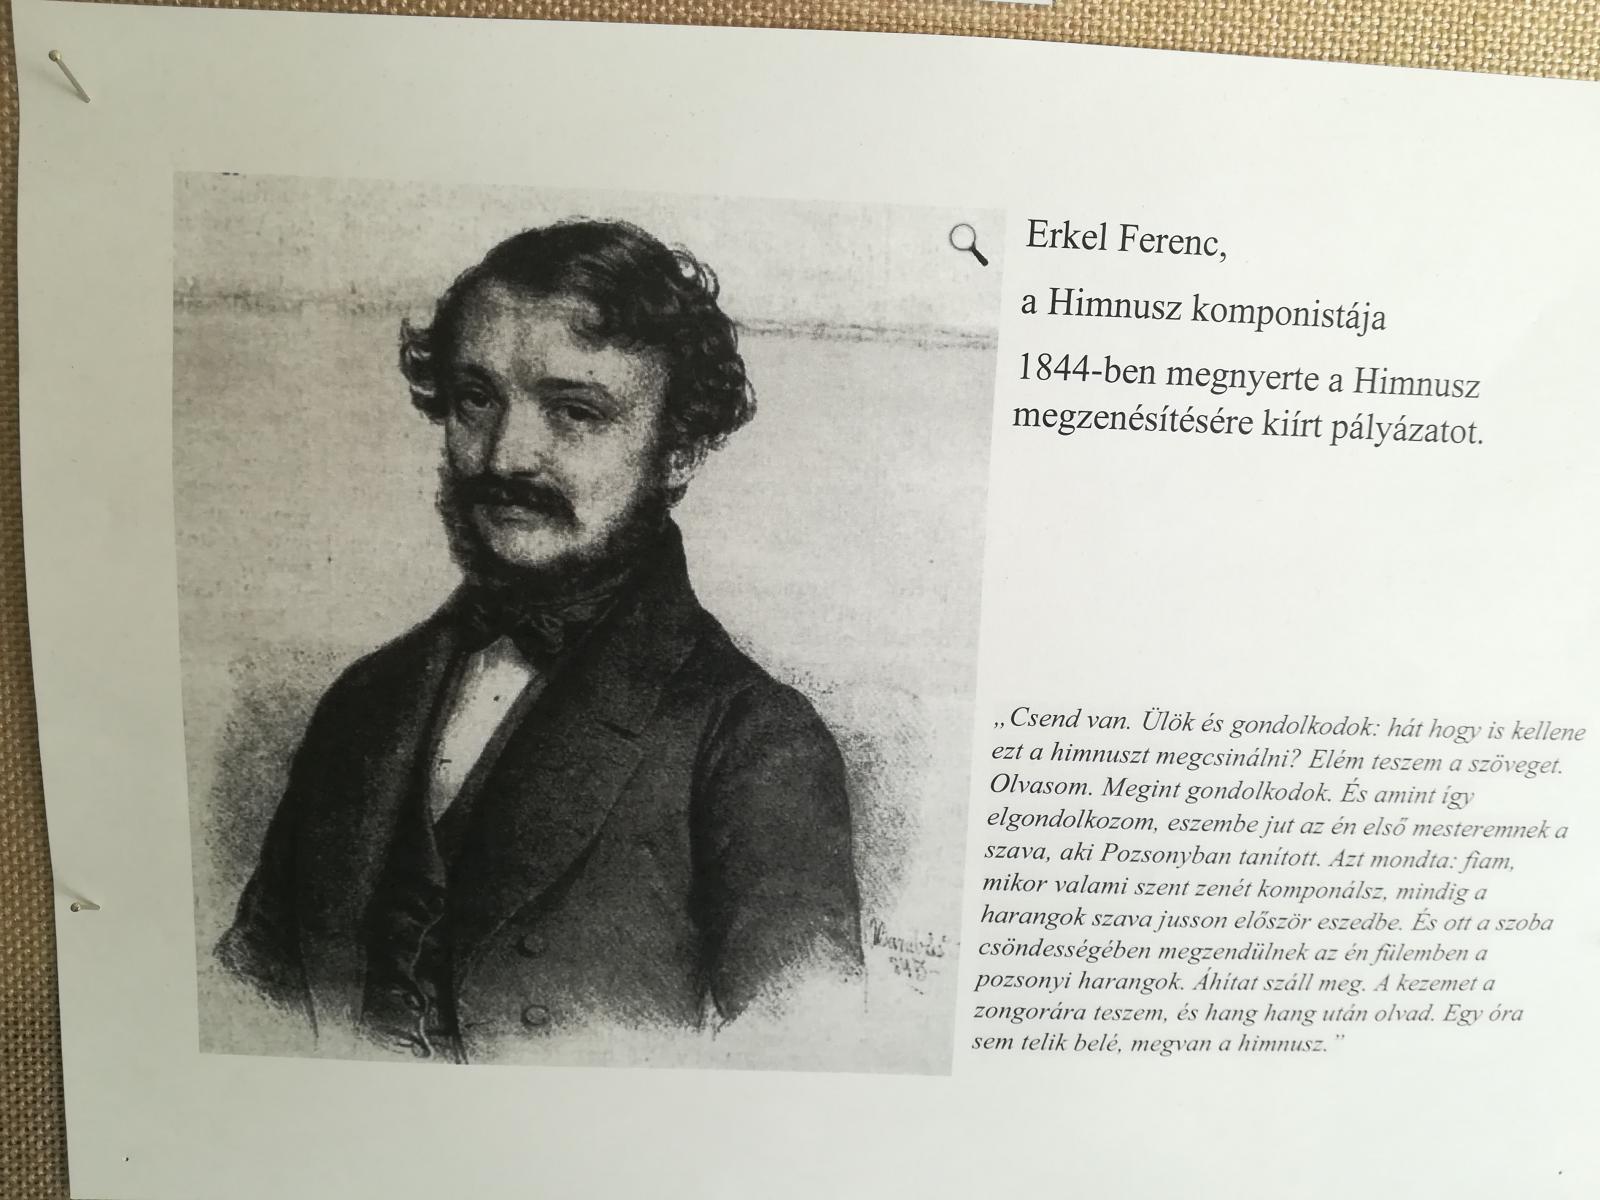 Erkel Ferenc,
a Himnusz komponistája
1844-ben megnyerte a Himnusz
megzenésítésére kiírt pályázatot.
„Csend van. Ülök és gondolkodok: hát hogy is kellene
ezt a himnuszt megcsinálni? Elém teszem a szöveget.
Olvasom. Megint gondolkodok. És amint így
elgondolkozom, eszembe jut az én első mesteremnek a
szava, aki Pozsonyban tanított. Azt mondta: fiam,
mikor valami szent zenét komponálsz, mindig a
harangok szava jusson először eszedbe. És ott a szoba
csöndességében megzendülnek az én fülemben a
pozsonyi harangok. Áhítat száll meg. A kezemet a
zongorára teszem, és hang hang után olvad. Egy óra
sem telik belé, megvan a himnusz.”